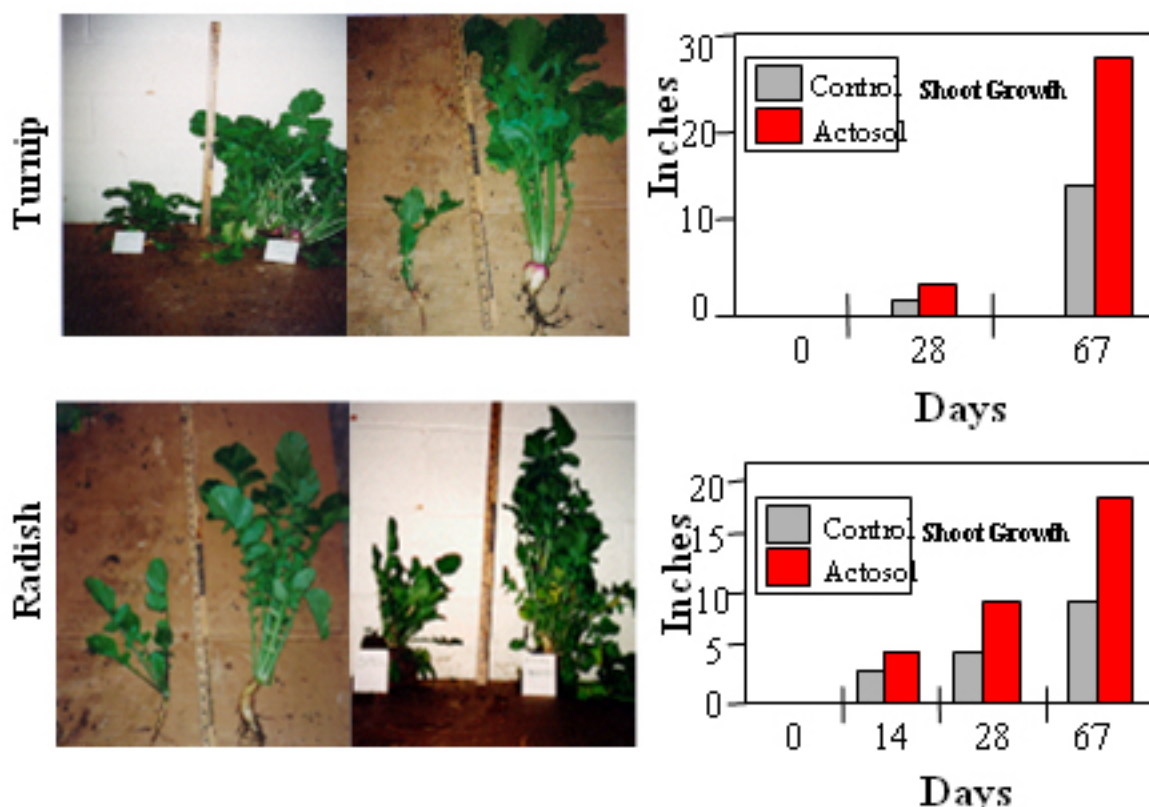 Turnip
30
Control Shoot Growth
Actosol
Inches
20
10
0
0 28 67
Days
Radish
20
Control Shoot Growth
15
Actosol
Inches
10
5
0
0 14 28 67
Days